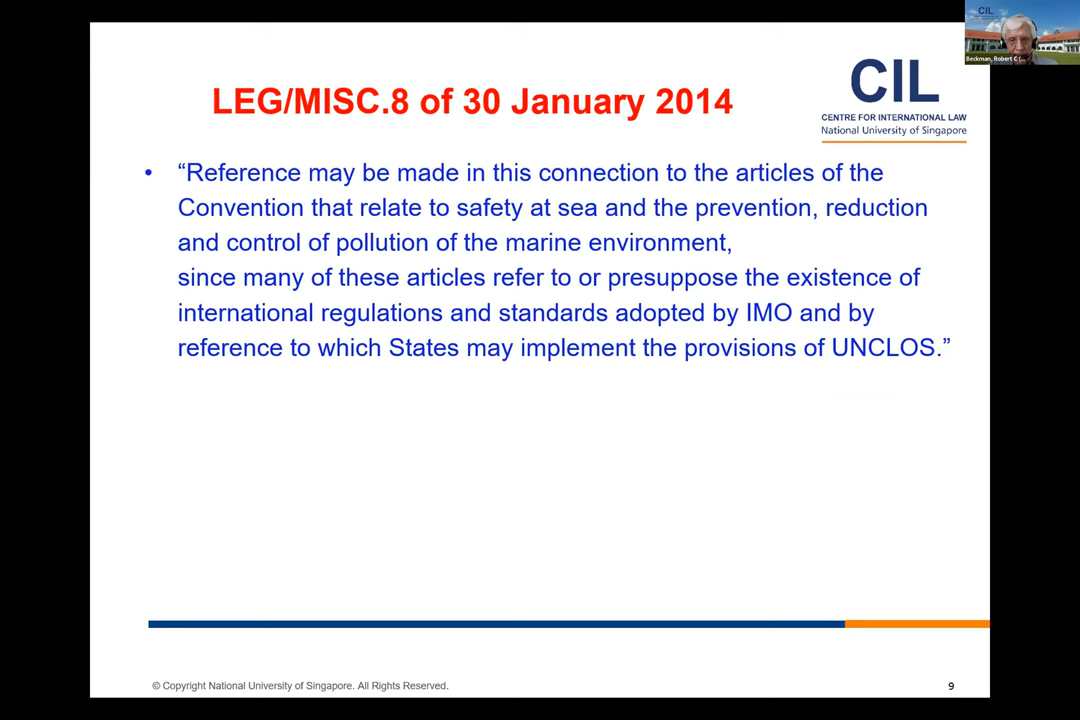 CIL
Beckman, Robert C (...
LEG/MISC.8 of 30 January 2014
CIL
CENTRE FOR INTERNATIONAL LAW
National University of Singapore
• “Reference may be made in this connection to the articles of the
Convention that relate to safety at sea and the prevention, reduction
and control of pollution of the marine environment,
since many of these articles refer to or presuppose the existence of
international regulations and standards adopted by IMO and by
reference to which States may implement the provisions of UNCLOS.”
© Copyright National University of Singapore. All Rights Reserved.
9